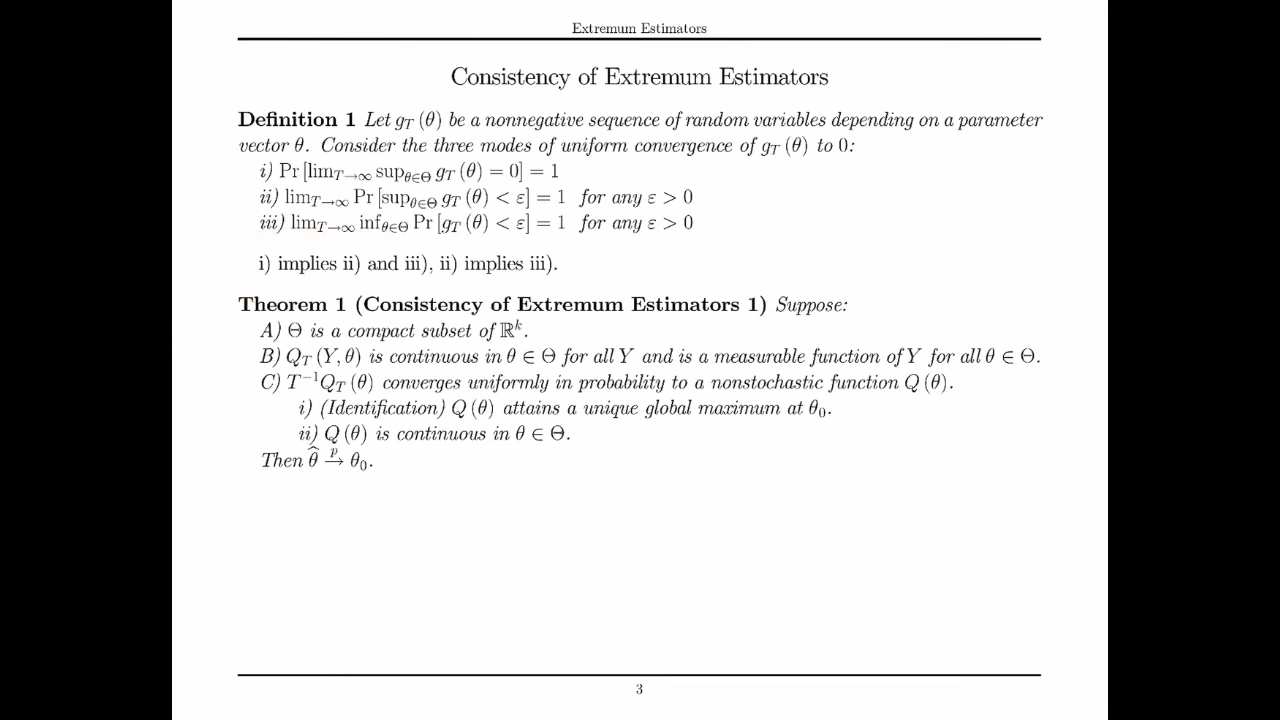 Extremum Estimators
Consistency of Extremum Estimators
Definition 1 Let g_T (θ) be a nonnegative sequence of random variables depending on a parameter
vector θ. Consider the three modes of uniform convergence of g_T (θ) to 0:
i) Pr [lim_{T→∞} sup_{θ∈Θ} g_T (θ) = 0] = 1
ii) lim_{T→∞} Pr [sup_{θ∈Θ} g_T (θ) < ε] = 1 for any ε > 0
iii) lim_{T→∞} inf_{θ∈Θ} Pr [g_T (θ) < ε] = 1 for any ε > 0
i) implies ii) and iii), ii) implies iii).
Theorem 1 (Consistency of Extremum Estimators 1) Suppose:
A) Θ is a compact subset of ℝ^k.
B) Q_T (Y, θ) is continuous in θ ∈ Θ for all Y and is a measurable function of Y for all θ ∈ Θ.
C) T^{-1}Q_T (θ) converges uniformly in probability to a nonstochastic function Q (θ).
i) (Identification) Q (θ) attains a unique global maximum at θ_0.
ii) Q (θ) is continuous in θ ∈ Θ.
Then \widehat{θ} \xrightarrow{p} θ_0.
3